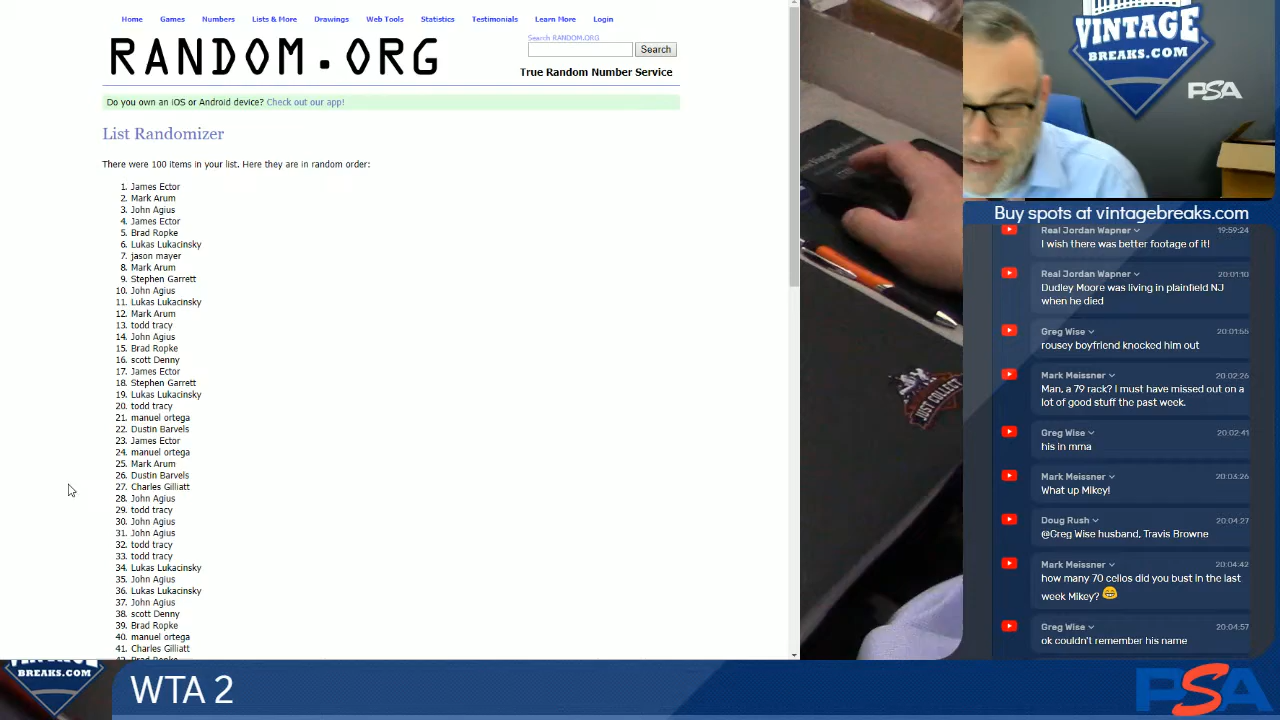 Home Games Numbers Lists & More Drawings Web Tools Statistics Testimonials Learn More Login
RANDOM.ORG
Search RANDOM.ORG
Search
True Random Number Service
Do you own an iOS or Android device? Check out our app!
List Randomizer
There were 100 items in your list. Here they are in random order:
1. James Ector
2. Mark Arum
3. John Agius
4. James Ector
5. Brad Ropke
6. Lukas Lukacinsky
7. jason mayer
8. Mark Arum
9. Stephen Garrett
10. John Agius
11. Lukas Lukacinsky
12. Mark Arum
13. todd tracy
14. John Agius
15. Brad Ropke
16. scott Denny
17. James Ector
18. Stephen Garrett
19. Lukas Lukacinsky
20. todd tracy
21. manuel ortega
22. Dustin Barvels
23. James Ector
24. manuel ortega
25. Mark Arum
26. Dustin Barvels
27. Charles Gilliatt
28. John Agius
29. todd tracy
30. John Agius
31. John Agius
32. todd tracy
33. todd tracy
34. Lukas Lukacinsky
35. John Agius
36. Lukas Lukacinsky
37. John Agius
38. scott Denny
39. Brad Ropke
40. manuel ortega
41. Charles Gilliatt
JUST COLLECT
VINTAGE
BREAKS.COM
PSA
Buy spots at vintagebreaks.com
Real Jordan Wapner 19:59:24
I wish there was better footage of it!
Real Jordan Wapner 20:01:10
Dudley Moore was living in plainfield NJ
when he died
Greg Wise 20:01:55
rousey boyfriend knocked him out
Mark Meissner 20:02:26
Man, a 79 rack? I must have missed out on a
lot of good stuff the past week.
Greg Wise 20:02:41
his in mma
Mark Meissner 20:03:26
What up Mikey!
Doug Rush 20:04:27
@Greg Wise husband, Travis Browne
Mark Meissner 20:04:42
how many 70 cellos did you bust in the last
week Mikey? 😁
Greg Wise 20:04:57
ok couldn't remember his name
VINTAGE
BREAKS.COM
WTA 2
PSA